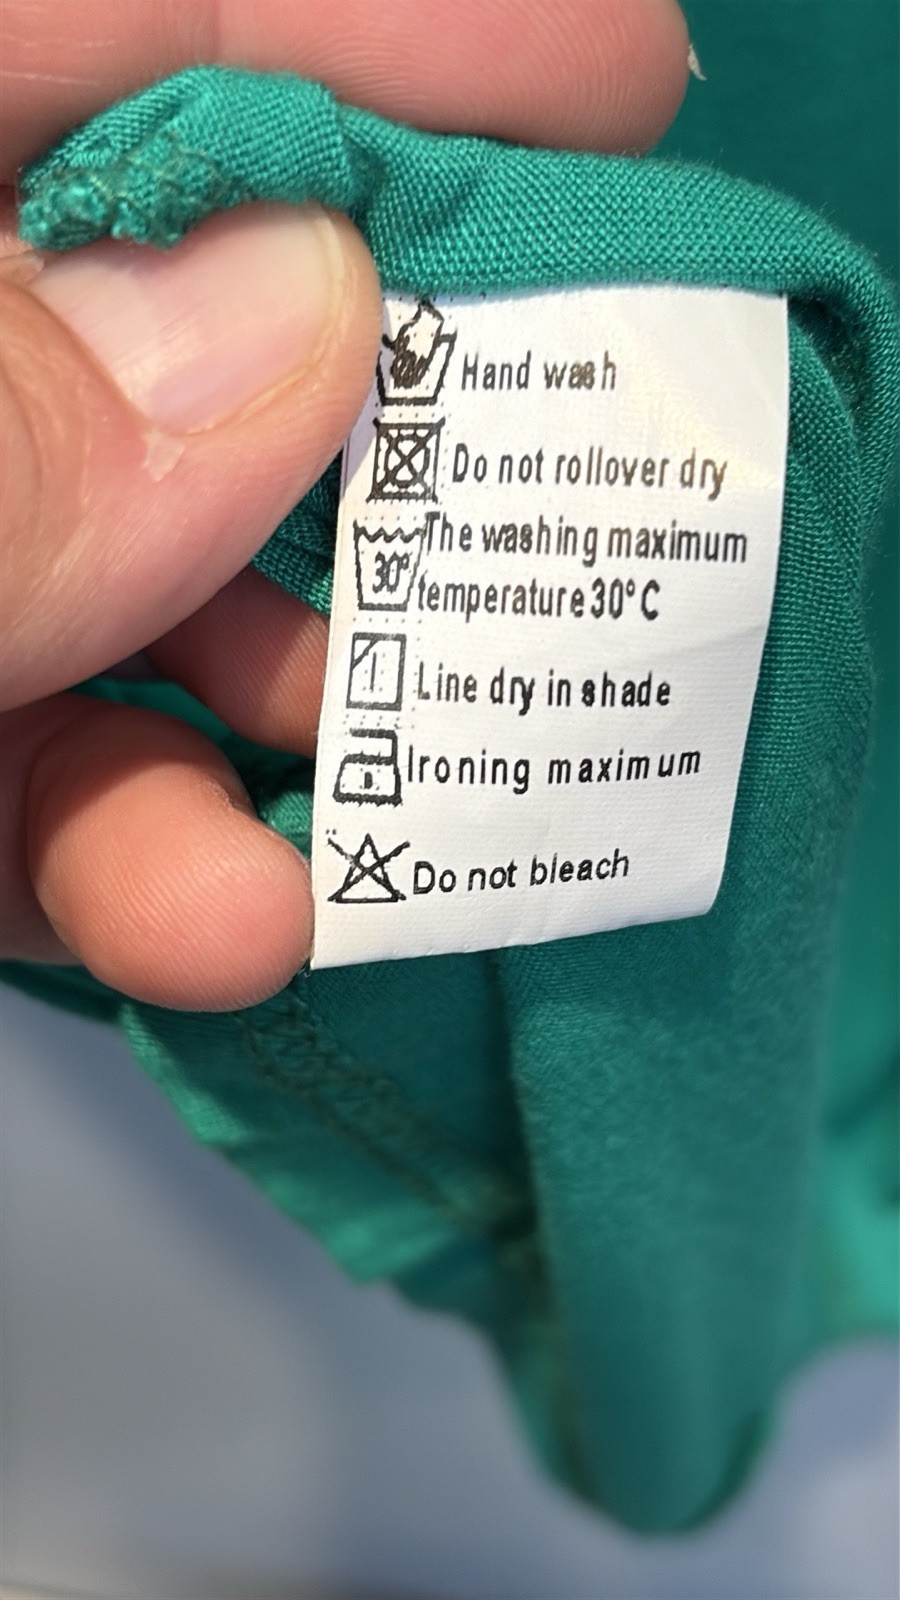 Hand wash
Do not rollover dry
The washing maximum
30° temperature 30°C
Line dry in shade
Ironing maximum
Do not bleach